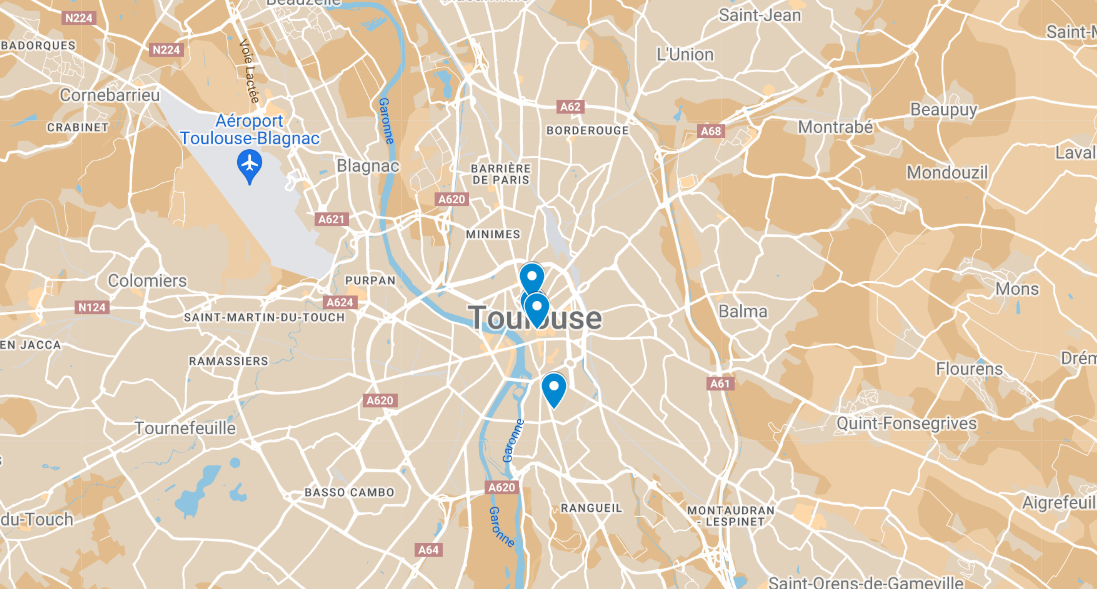 Beauzelle
N224
Saint-Jean
BADORQUES
N224
Voie Lactée
L'Union
Cornebarrieu
Garonne
A62
Beaupuy
CRABINET
Aéroport
Toulouse-Blagnac
BORDEROUGE
A68
Montrabé
Blagnac
BARRIÈRE
DE PARIS
Laval
Mondouzil
A620
A621
MINIMES
Colomiers
PURPAN
Mons
N124
A624
SAINT-MARTIN-DU-TOUCH
Toulouse
Balma
EN JACCA
RAMASSIERS
Drém
Flourens
A620
A61
Tournefeuille
Garonne
Quint-Fonsegrives
A620
BASSO CAMBO
Garonne
RANGUEIL
MONTAUDRAN
- LESPINET
Aigrefeuil
du-Touch
A64
Saint-Orens-de-Gameville